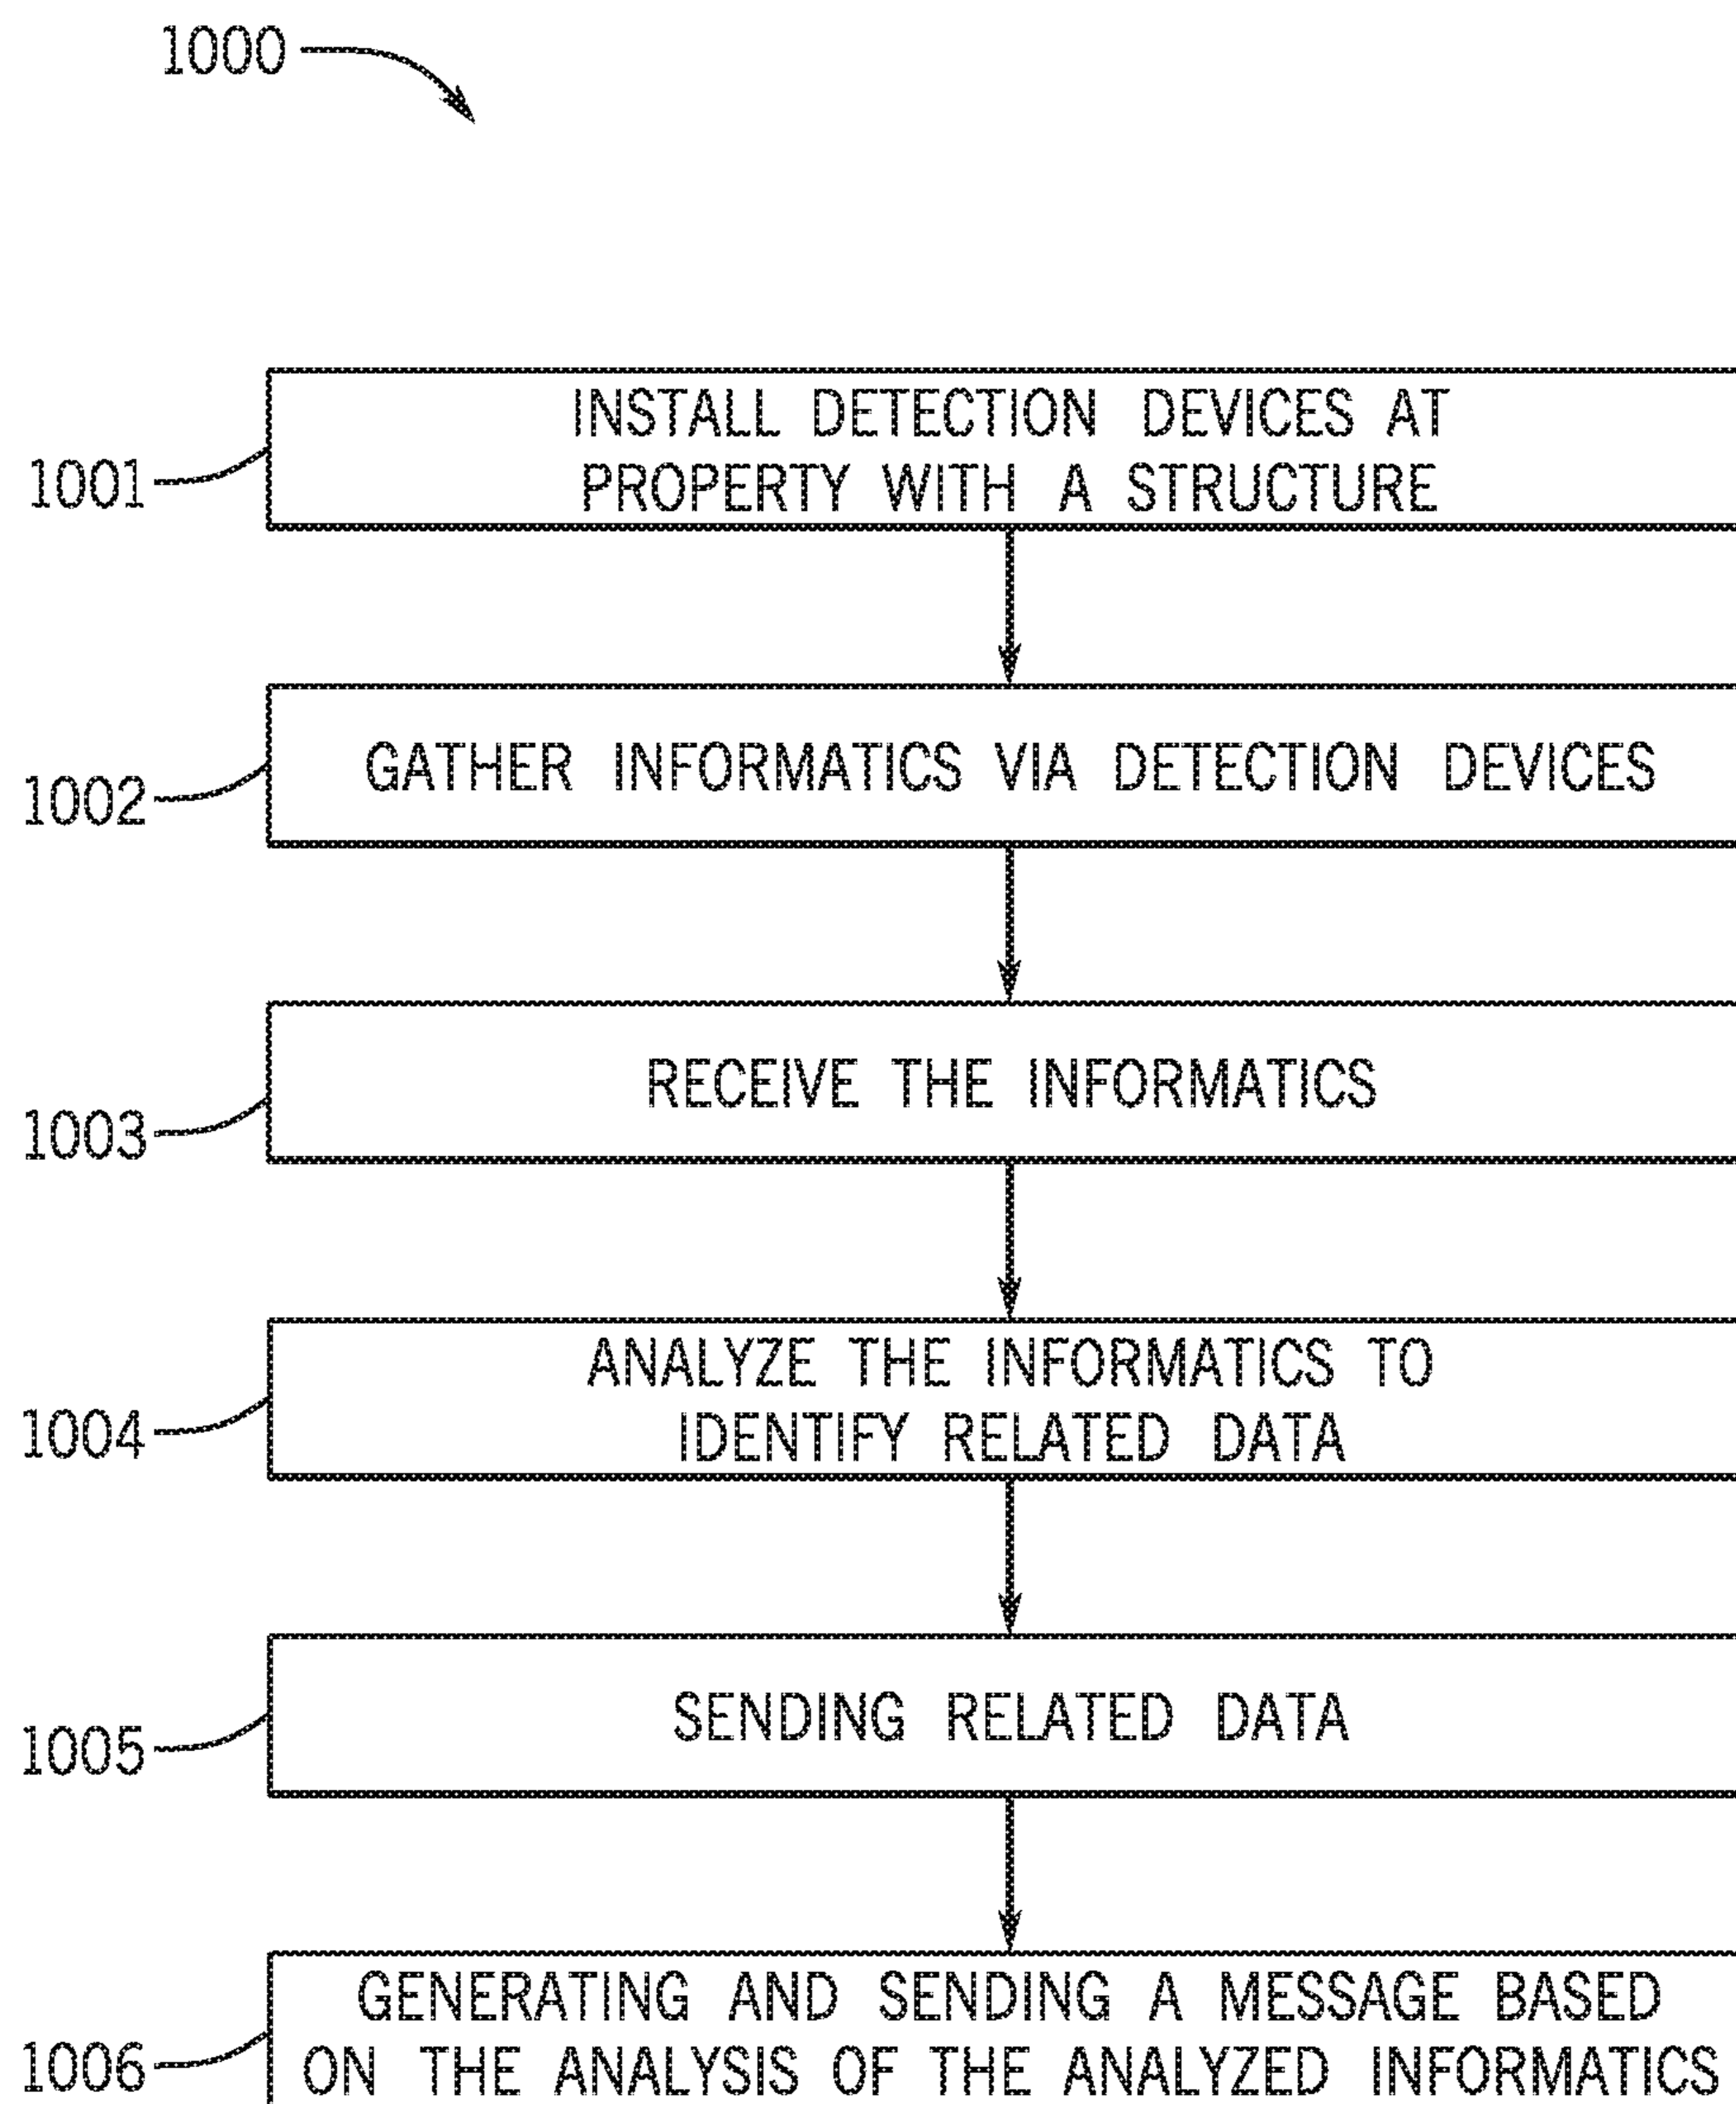 1000
INSTALL DETECTION DEVICES AT
PROPERTY WITH A STRUCTURE
1001
GATHER INFORMATICS VIA DETECTION DEVICES
1002
RECEIVE THE INFORMATICS
1003
ANALYZE THE INFORMATICS TO
IDENTIFY RELATED DATA
1004
SENDING RELATED DATA
1005
GENERATING AND SENDING A MESSAGE BASED
ON THE ANALYSIS OF THE ANALYZED INFORMATICS
1006